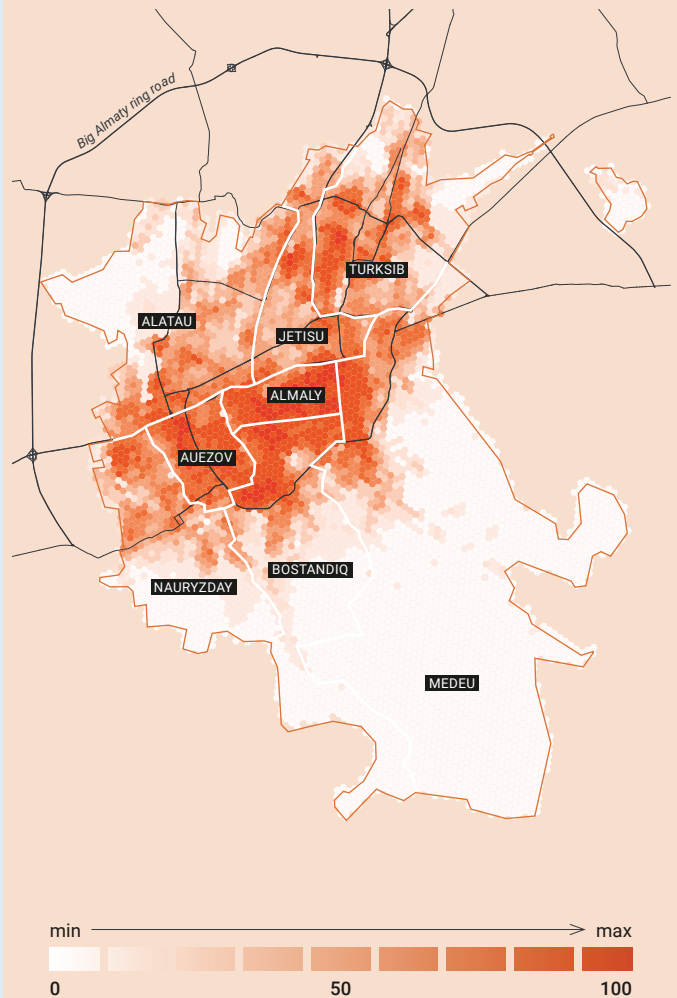 Big Almaty ring road
TURKSIB
ALATAU
JETISU
ALMALY
AUEZOV
BOSTANDIQ
NAURYZDAY
MEDEU
min max
0 50 100